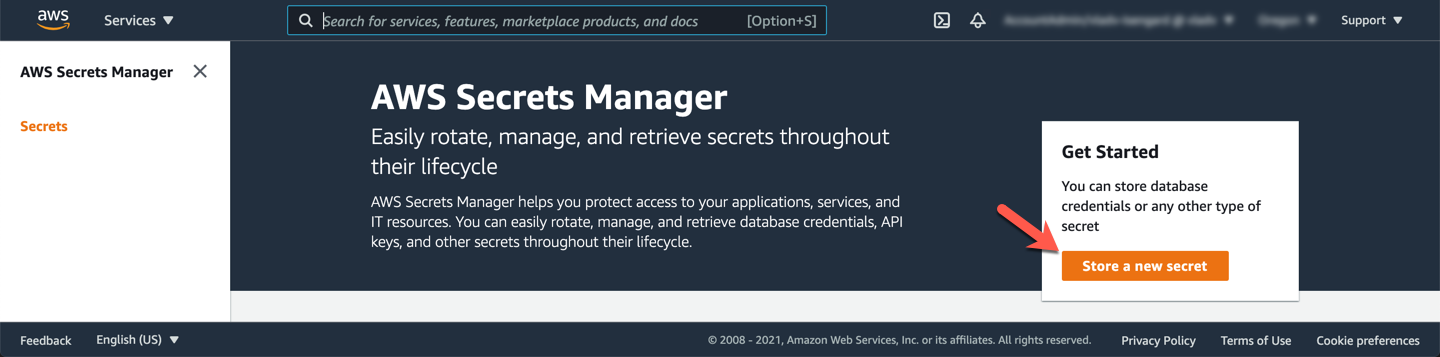 aws Services Search for services, features, marketplace products, and docs [Option+S] Support
AWS Secrets Manager
Secrets
AWS Secrets Manager
Easily rotate, manage, and retrieve secrets throughout
their lifecycle
AWS Secrets Manager helps you protect access to your applications, services, and
IT resources. You can easily rotate, manage, and retrieve database credentials, API
keys, and other secrets throughout their lifecycle.
Get Started
You can store database
credentials or any other type of
secret
Store a new secret
Feedback English (US) © 2008 - 2021, Amazon Web Services, Inc. or its affiliates. All rights reserved. Privacy Policy Terms of Use Cookie preferences